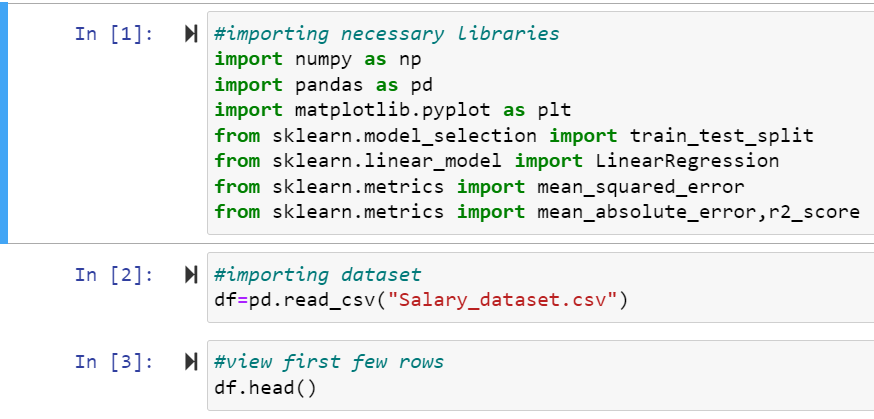 In [1]:
#importing necessary libraries
import numpy as np
import pandas as pd
import matplotlib.pyplot as plt
from sklearn.model_selection import train_test_split
from sklearn.linear_model import LinearRegression
from sklearn.metrics import mean_squared_error
from sklearn.metrics import mean_absolute_error,r2_score
In [2]:
#importing dataset
df=pd.read_csv("Salary_dataset.csv")
In [3]:
#view first few rows
df.head()